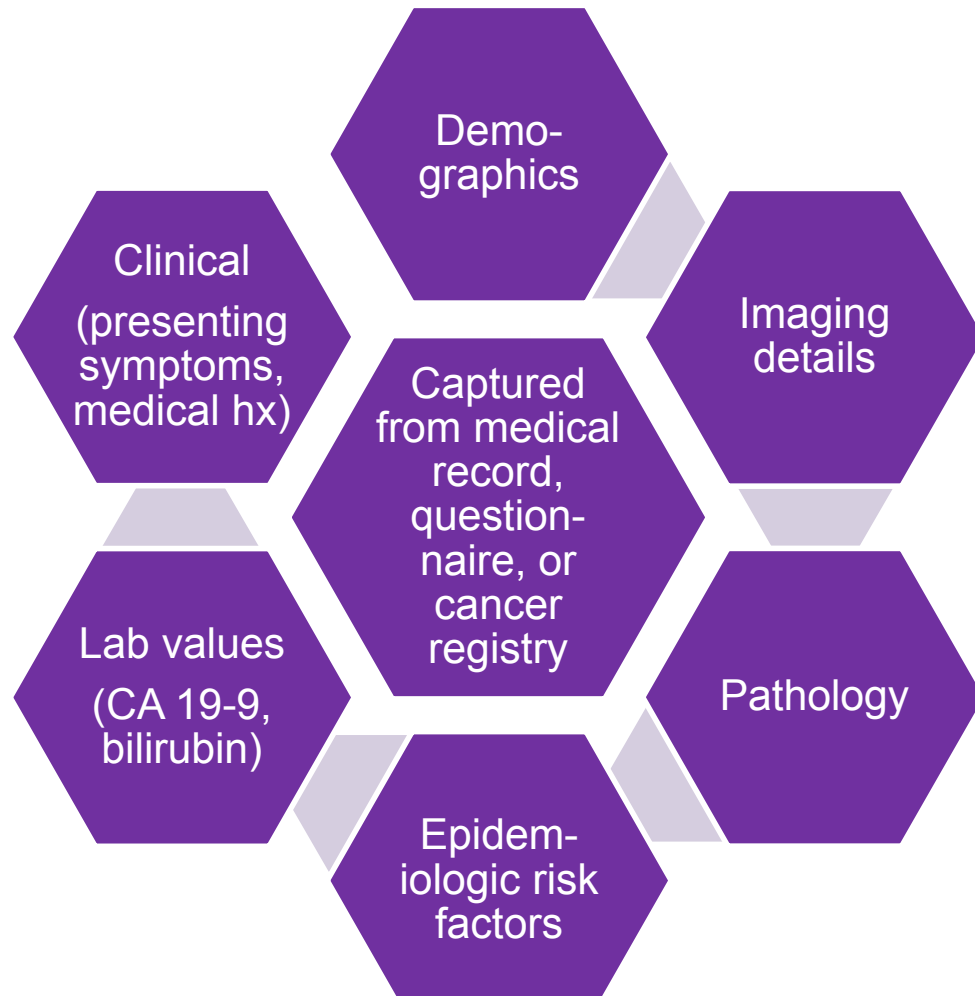 Demo-
graphics
Imaging
details
Pathology
Epidem-
iologic risk
factors
Lab values
(CA 19-9,
bilirubin)
Clinical
(presenting
symptoms,
medical hx)
Captured
from medical
record,
question-
naire, or
cancer
registry